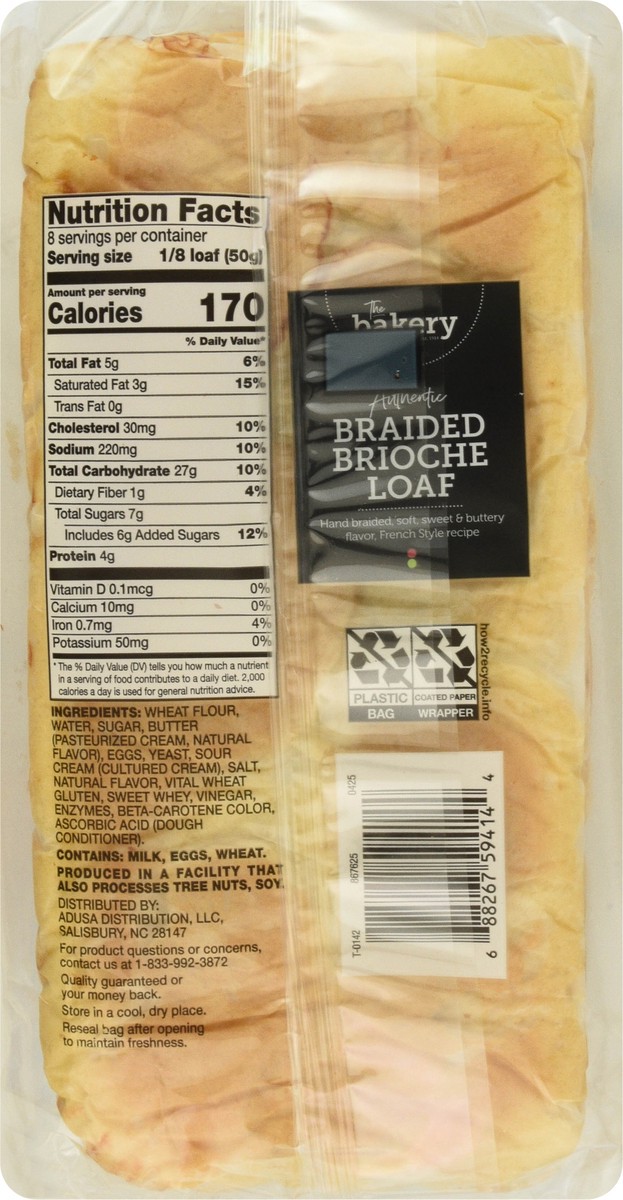 Nutrition Facts
8 servings per container
Serving size 1/8 loaf (50g)
Amount per serving
Calories 170
% Daily Value*
Total Fat 5g 6%
Saturated Fat 3g 15%
Trans Fat 0g
Cholesterol 30mg 10%
Sodium 220mg 10%
Total Carbohydrate 27g 10%
Dietary Fiber 1g 4%
Total Sugars 7g
Includes 6g Added Sugars 12%
Protein 4g
Vitamin D 0.1mcg 0%
Calcium 10mg 0%
Iron 0.7mg 4%
Potassium 50mg 0%
* The % Daily Value (DV) tells you how much a nutrient
in a serving of food contributes to a daily diet. 2,000
calories a day is used for general nutrition advice.
INGREDIENTS: WHEAT FLOUR,
WATER, SUGAR, BUTTER
(PASTEURIZED CREAM, NATURAL
FLAVOR), EGGS, YEAST, SOUR
CREAM (CULTURED CREAM), SALT,
NATURAL FLAVOR, VITAL WHEAT
GLUTEN, SWEET WHEY, VINEGAR,
ENZYMES, BETA-CAROTENE COLOR,
ASCORBIC ACID (DOUGH
CONDITIONER).
CONTAINS: MILK, EGGS, WHEAT.
PRODUCED IN A FACILITY THAT
ALSO PROCESSES TREE NUTS, SOY.
DISTRIBUTED BY:
ADUSA DISTRIBUTION, LLC,
SALISBURY, NC 28147
For product questions or concerns,
contact us at 1-833-992-3872
Quality guaranteed or
your money back.
Store in a cool, dry place.
Reseal bag after opening
to maintain freshness.
The
bakery
Authentic
BRAIDED
BRIOCHE
LOAF
Hand braided, soft, sweet & buttery
flavor, French Style recipe
PLASTIC
BAG
COATED PAPER
WRAPPER
how2recycle.info
T-0142 867625 0425
6 88267 59414 4